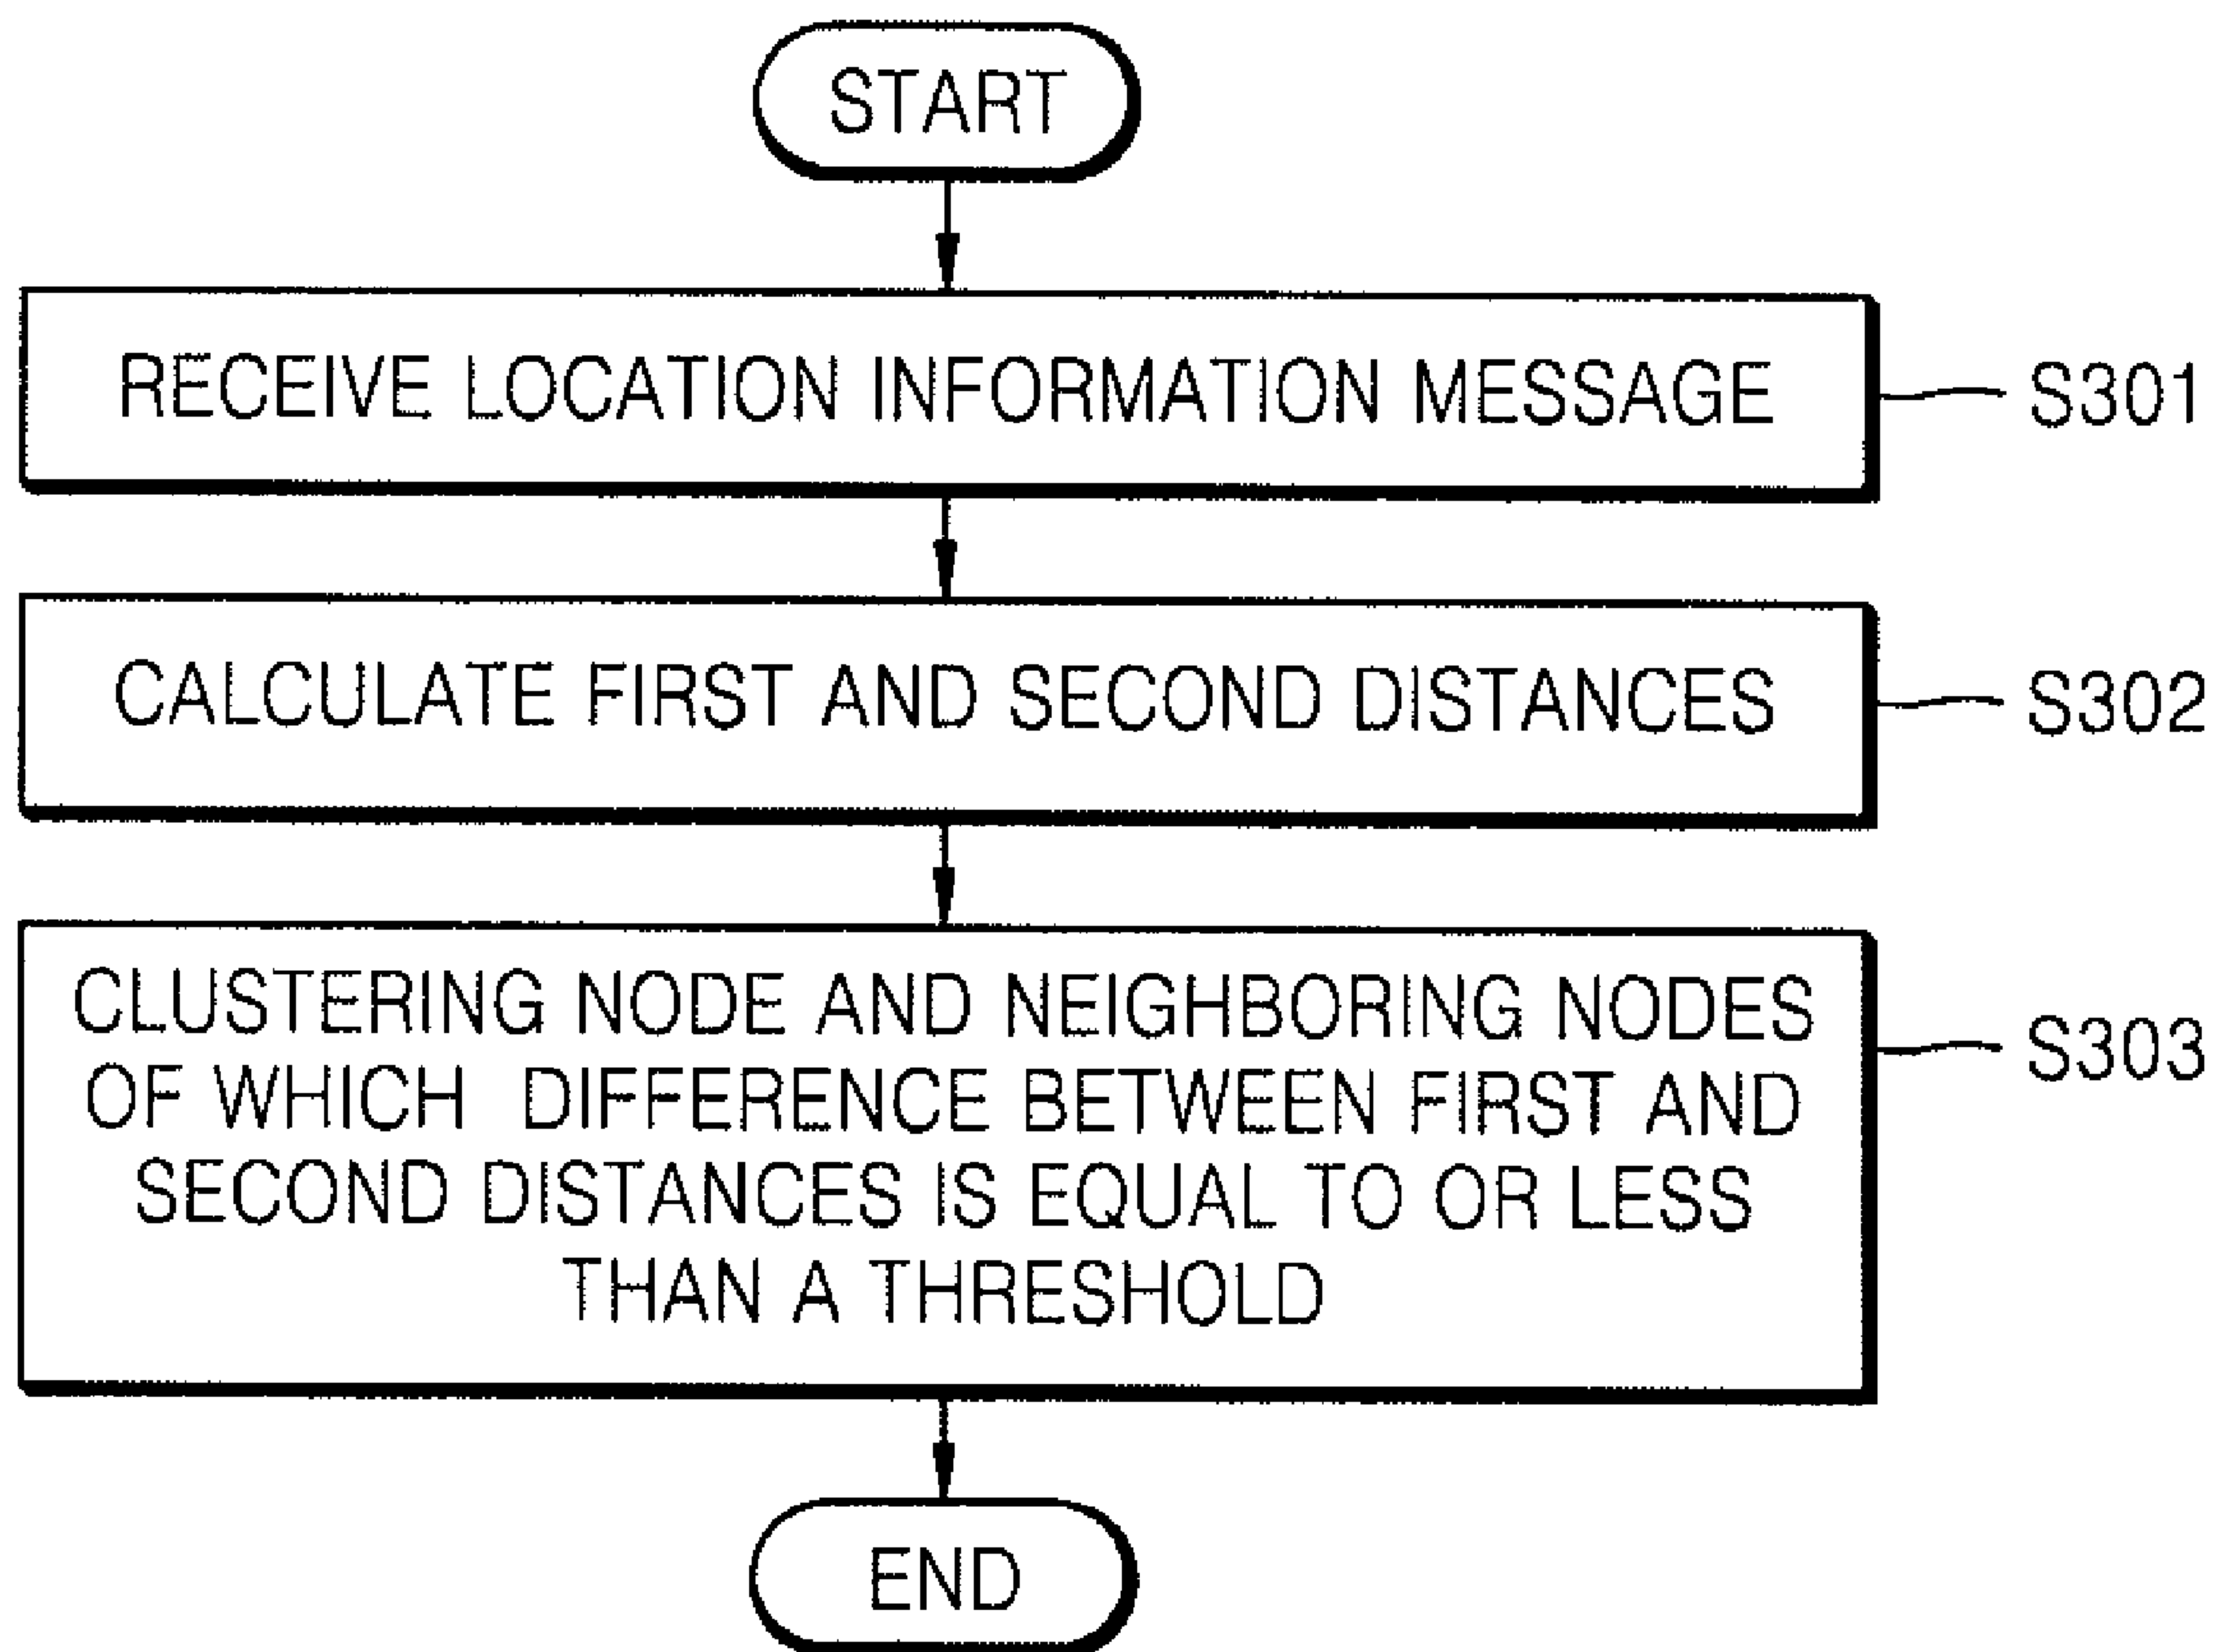 START
RECEIVE LOCATION INFORMATION MESSAGE
S301
CALCULATE FIRST AND SECOND DISTANCES
S302
CLUSTERING NODE AND NEIGHBORING NODES
OF WHICH DIFFERENCE BETWEEN FIRST AND
SECOND DISTANCES IS EQUAL TO OR LESS
THAN A THRESHOLD
S303
END